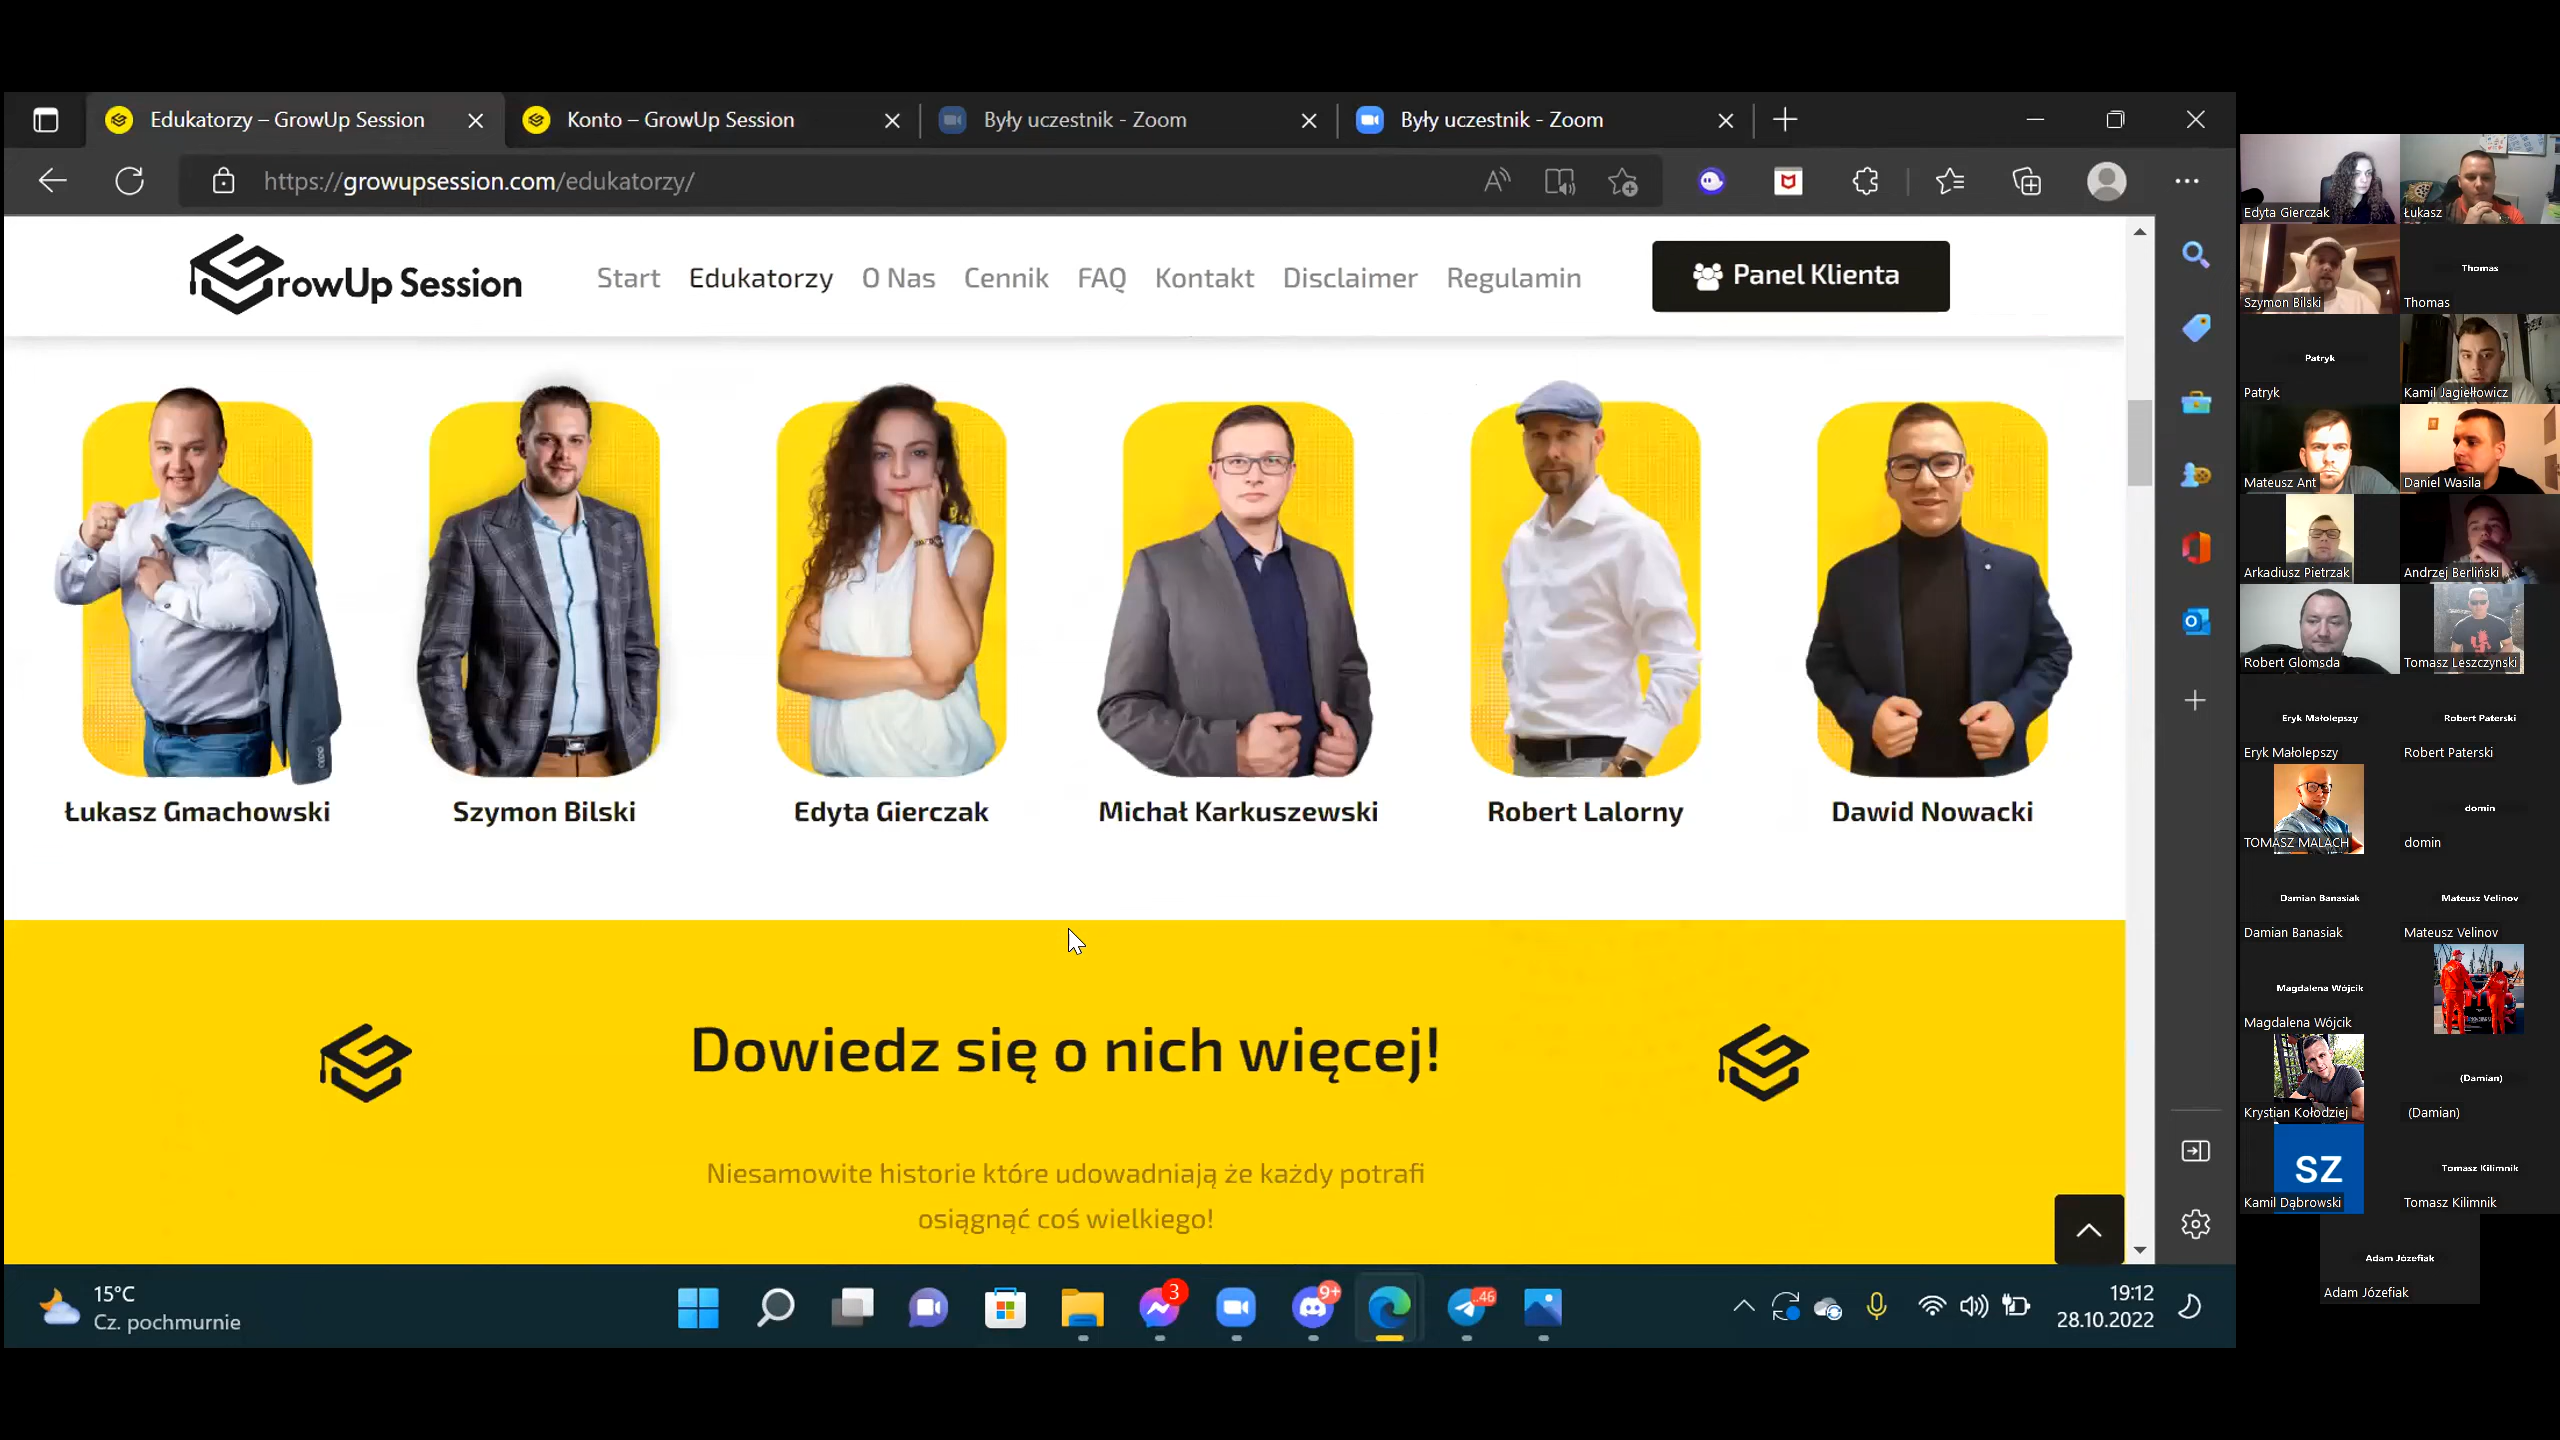 Edukatorzy – GrowUp Session
Konto – GrowUp Session
Były uczestnik - Zoom
Były uczestnik - Zoom
https://growupsession.com/edukatorzy/
GrowUp Session
Start
Edukatorzy
O Nas
Cennik
FAQ
Kontakt
Disclaimer
Regulamin
Panel Klienta
Łukasz Gmachowski
Szymon Bilski
Edyta Gierczak
Michał Karkuszewski
Robert Lalorny
Dawid Nowacki
Dowiedz się o nich więcej!
Niesamowite historie które udowadniają że każdy potrafi
osiągnąć coś wielkiego!
15°C
Cz. pochmurnie
3
9+
..46
19:12
28.10.2022
Edyta Gierczak
Łukasz
Szymon Bilski
Thomas
Thomas
Patryk
Patryk
Kamil Jagiełłowicz
Mateusz Ant
Daniel Wasila
Arkadiusz Pietrzak
Andrzej Berliński
Robert Glomsda
Tomasz Leszczynski
Eryk Małolepszy
Robert Paterski
Eryk Małolepszy
Robert Paterski
TOMASZ MALACH
domin
domin
Damian Banasiak
Mateusz Velinov
Damian Banasiak
Mateusz Velinov
Magdalena Wójcik
Magdalena Wójcik
Krystian Kołodziej
(Damian)
(Damian)
SZ
Kamil Dąbrowski
Tomasz Kilimnik
Tomasz Kilimnik
Adam Józefiak
Adam Józefiak